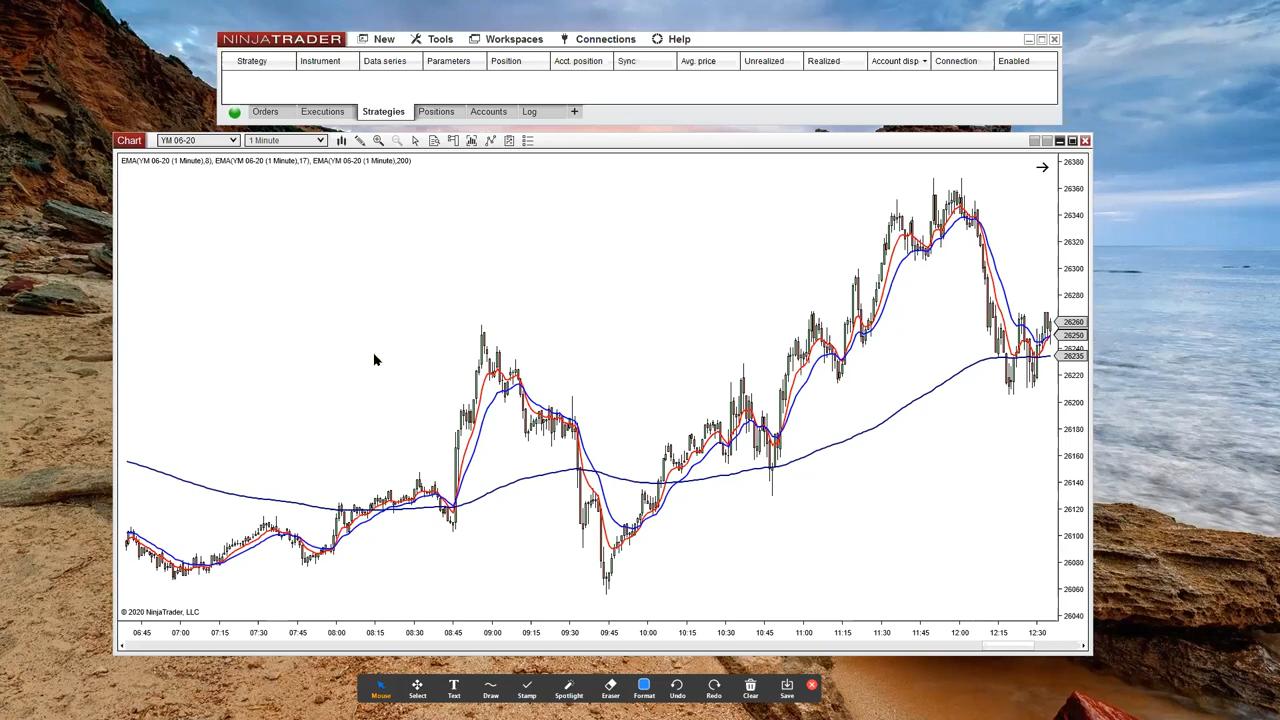 NINJATRADER New Tools Workspaces Connections Help
Strategy Instrument Data series Parameters Position Acct. position Sync Avg. price Unrealized Realized Account disp Connection Enabled
Orders Executions Strategies Positions Accounts Log +
Chart YM 06-20 1 Minute
EMA(YM 06-20 (1 Minute),8), EMA(YM 06-20 (1 Minute),17), EMA(YM 06-20 (1 Minute),200)
26380
26360
26340
26320
26300
26280
26260
26250
26240
26235
26220
26200
26180
26160
26140
26120
26100
26080
26060
26040
© 2020 NinjaTrader, LLC
06:45 07:00 07:15 07:30 07:45 08:00 08:15 08:30 08:45 09:00 09:15 09:30 09:45 10:00 10:15 10:30 10:45 11:00 11:15 11:30 11:45 12:00 12:15 12:30
Mouse Select Text Draw Stamp Spotlight Eraser Format Undo Redo Clear Save